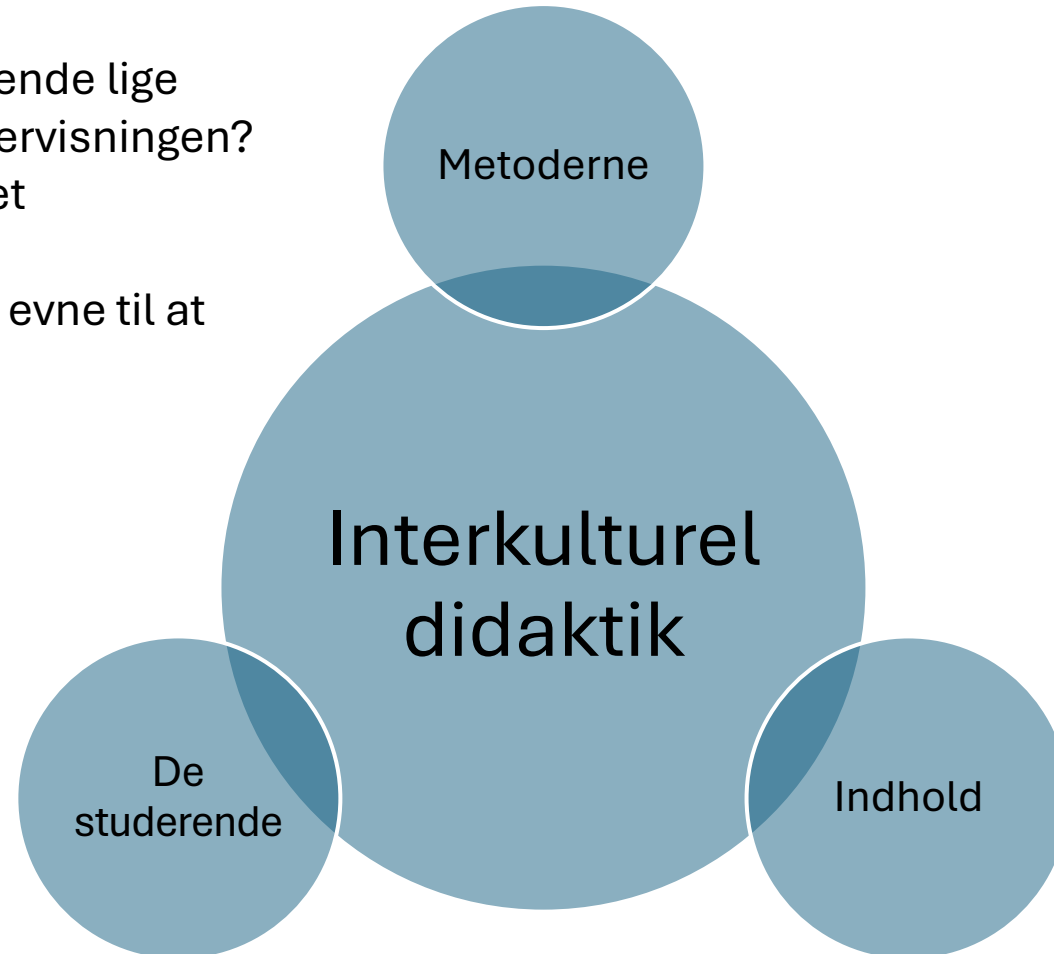 ende lige
ervisningen?
et
evne til at
Metoderne
Interkulturel
didaktik
De
studerende
Indhold